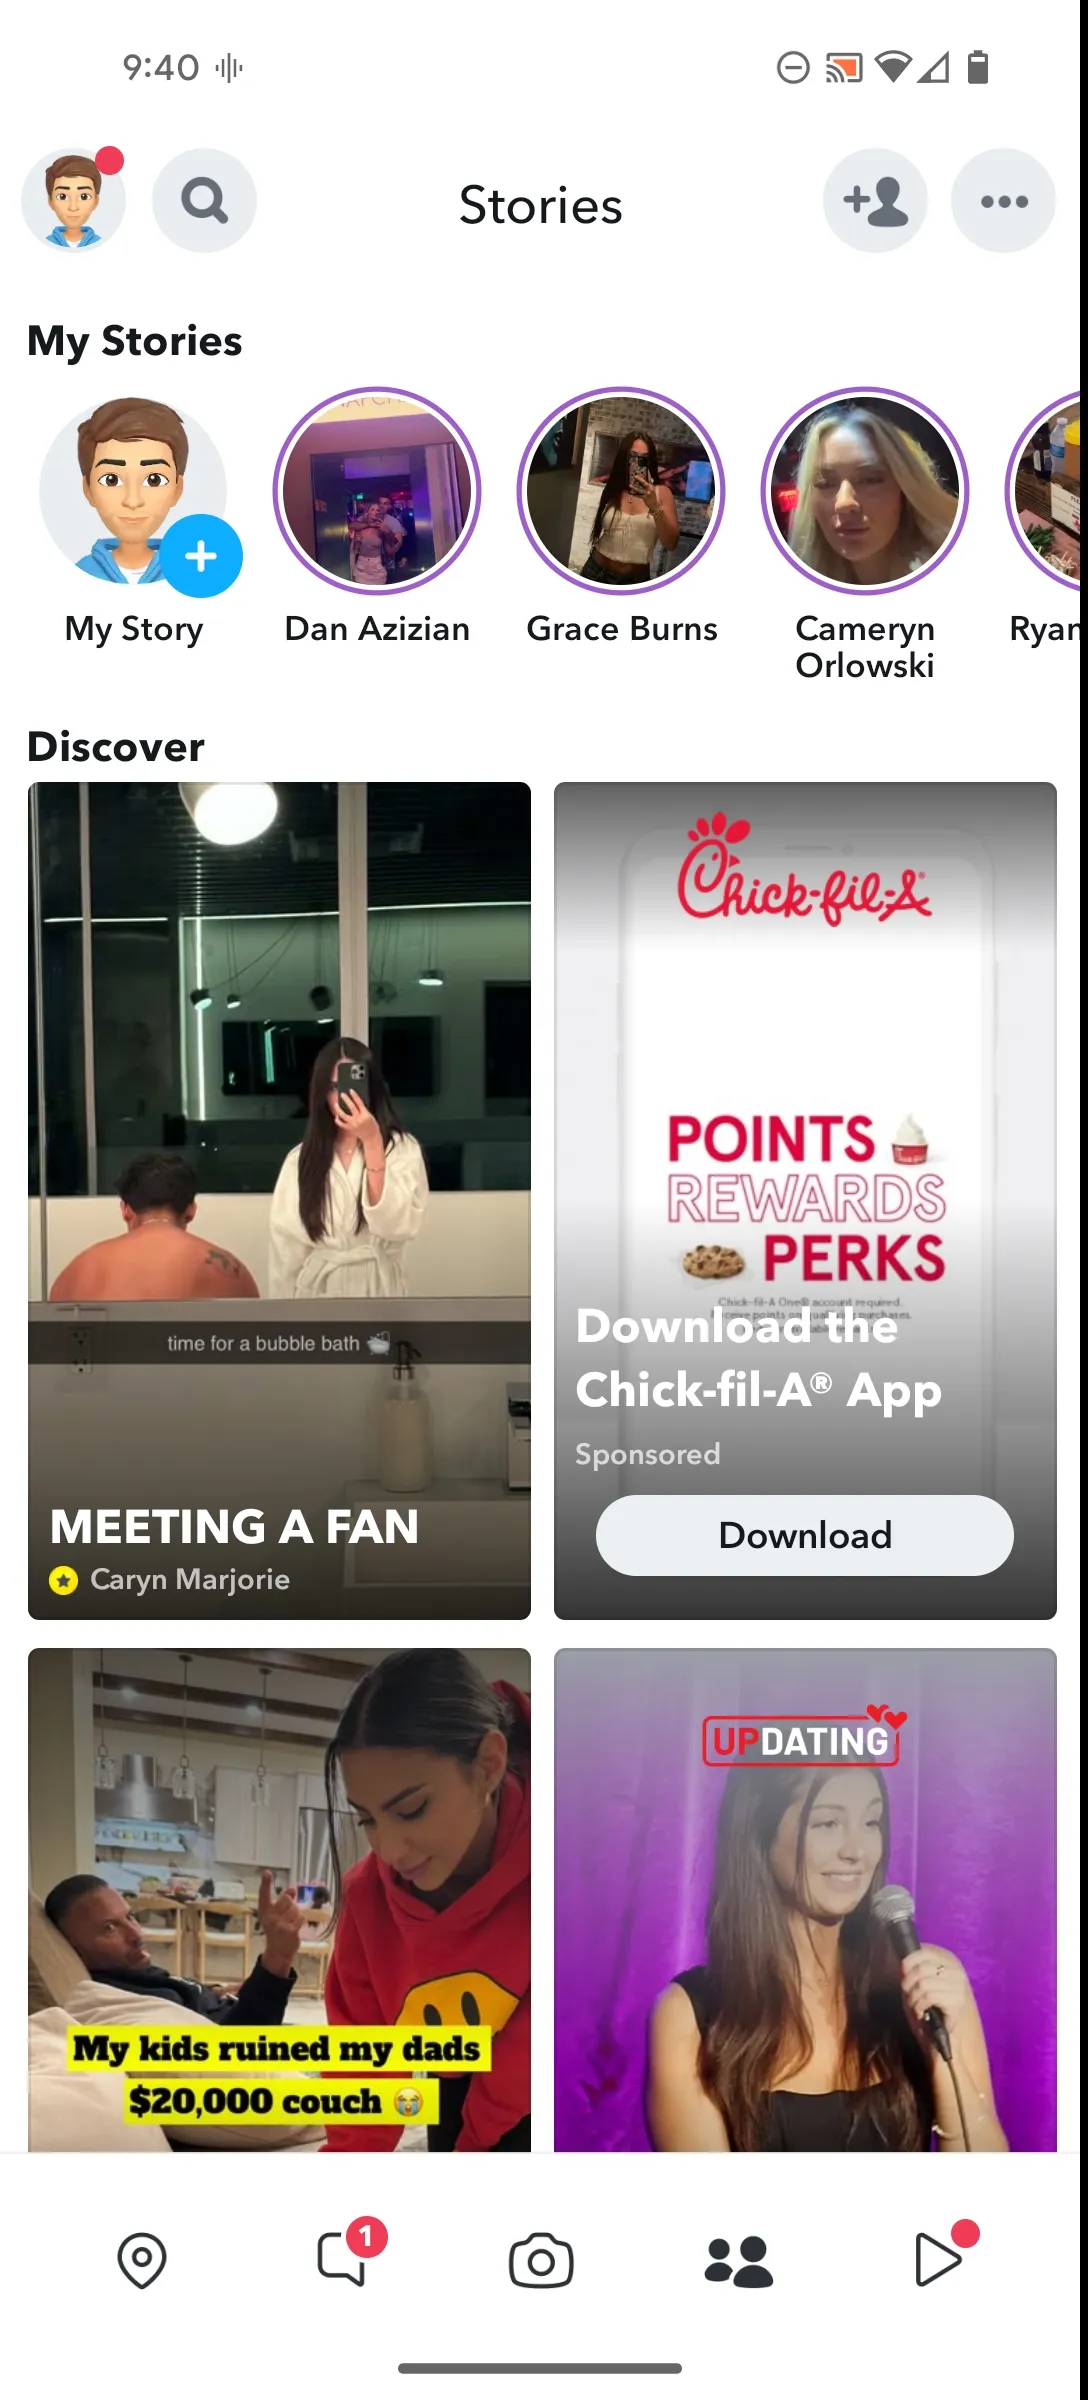 9:40
Stories
My Stories
My Story
Dan Azizian
Grace Burns
Cameryn
Orlowski
Ryan
Discover
time for a bubble bath 🛀
MEETING A FAN
Caryn Marjorie
Chick-fil-A
POINTS
REWARDS
PERKS
Chick-fil-A One® account required.
Download the
Chick-fil-A® App
Sponsored
Download
My kids ruined my dads
$20,000 couch 😭
UPDATING
1